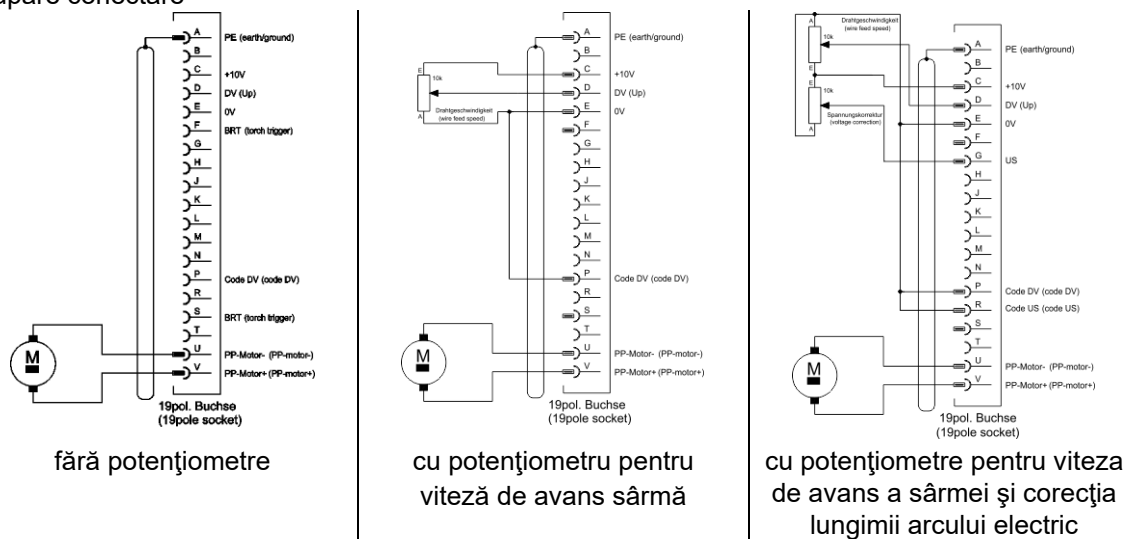 A
B
C
D
E
F
G
H
J
K
L
M
N
P
R
S
T
U
V
PE (earth/ground)
+10V
DV (Up)
0V
BRT (torch trigger)
Code DV (code DV)
BRT (torch trigger)
PP-Motor- (PP-motor-)
PP-Motor+ (PP-motor+)
M
19pol. Buchse
(19pole socket)
fără potenţiometre
E
10k
A
Drahtgeschwindigkeit
(wire feed speed)
A
B
C
D
E
F
G
H
J
K
L
M
N
P
R
S
T
U
V
PE (earth/ground)
+10V
DV (Up)
0V
Code DV (code DV)
PP-Motor- (PP-motor-)
PP-Motor+ (PP-motor+)
M
19pol. Buchse
(19pole socket)
cu potenţiometru pentru
viteză de avans sârmă
A
Drahtgeschwindigkeit
(wire feed speed)
10k
E
E
10k
Spannungskorrektur
(voltage correction)
A
A
B
C
D
E
F
G
H
J
K
L
M
N
P
R
S
T
U
V
PE (earth/ground)
+10V
DV (Up)
0V
US
Code DV (code DV)
Code US (code US)
PP-Motor- (PP-motor-)
PP-Motor+ (PP-motor+)
M
19pol. Buchse
(19pole socket)
cu potenţiometre pentru viteza
de avans a sârmei şi corecţia
lungimii arcului electric